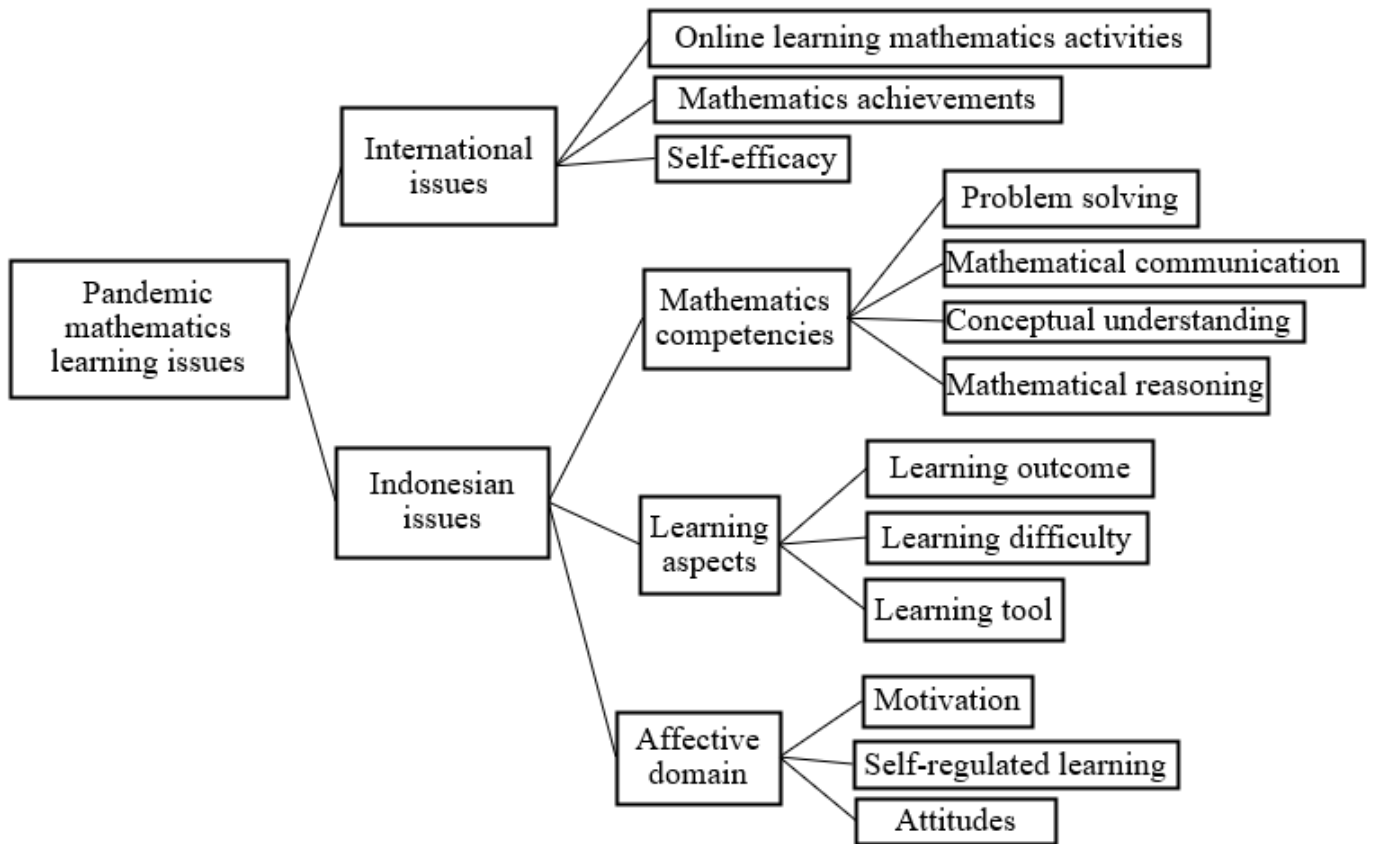 Pandemic
mathematics
learning issues
International
issues
Online learning mathematics activities
Mathematics achievements
Self-efficacy
Indonesian
issues
Mathematics
competencies
Problem solving
Mathematical communication
Conceptual understanding
Mathematical reasoning
Learning
aspects
Learning outcome
Learning difficulty
Learning tool
Affective
domain
Motivation
Self-regulated learning
Attitudes